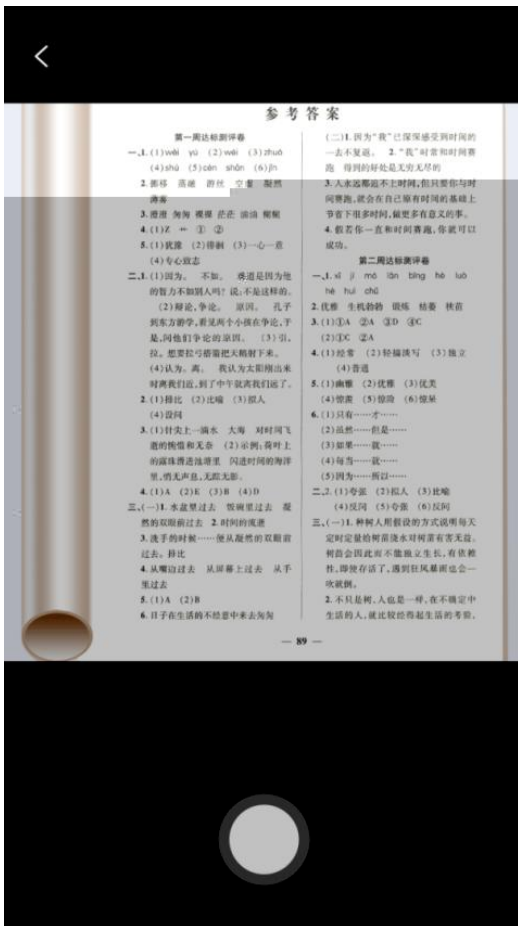 参考答案
第一周达标测评卷
一、1.(1)wēi yú (2)wéi (3)zhuō
(4)shù (5)cén shān (6)jīn
2.挪移 蒸融 游丝 空虚 凝然
薄雾
3.潸潸 匆匆 裸裸 茫茫 油油 糊糊
4.(1)Z ① ②
5.(1)犹豫 (2)徘徊 (3)一心一意
(4)专心致志
二、1.(1)因为。 不如。 难道是因为他
的智力不如别人吗?说:不是这样的。
(2)辩论,争论。 原因。 孔子
到东方游学,看见两个小孩在争论,于
是,问他们争论的原因。 (3)引,
拉。想要拉弓搭箭把天鹅射下来。
(4)认为。离。 我认为太阳刚出来
时离我们近,到了中午就离我们远了。
2.(1)排比 (2)比喻 (3)拟人
(4)设问
3.(1)针尖上一滴水 大海 对时间飞
逝的惋惜和无奈 (2)示例:荷叶上
的露珠滑进池塘里 闪进时间的海洋
里,悄无声息,无踪无影。
4.(1)A (2)E (3)B (4)D
三、(一)1.水盆里过去 饭碗里过去 凝
然的双眼前过去 2.时间的流逝
3.洗手的时候……便从凝然的双眼前
过去。排比
4.从嘴边过去 从屏幕上过去 从手
里过去
5.(1)A (2)B
6.日子在生活的不经意中来去匆匆
(二)1.因为“我”已深深感受到时间的
一去不复返。 2.“我”时常和时间赛
跑 得到的好处是无穷无尽的
3.人永远都追不上时间,但只要你与时
间赛跑,就会在自己原有时间的基础上
节省下很多时间,做更多有意义的事。
4.假若你一直和时间赛跑,你就可以
成功。
第二周达标测评卷
一、1.xī jī mó lān bǐng hè luò
hè huì chǔ
2.优雅 生机勃勃 锻炼 枯萎 秧苗
3.(1)①A ②A ③D ④C
(2)①C ②A
4.(1)经常 (2)轻描淡写 (3)独立
(4)普通
5.(1)幽雅 (2)优雅 (3)优美
(4)惊羡 (5)惊险 (6)惊呆
6.(1)只有……才……
(2)虽然……但是……
(3)如果……就……
(4)每当……就……
(5)因为……所以……
二、2.(1)夸张 (2)拟人 (3)比喻
(4)反问 (5)夸张 (6)反问
三、(一)1.种树人用假设的方式说明每天
定时定量给树苗浇水对树苗有害无益。
树苗会因此而不能独立生长,有依赖
性,即使存活了,遇到狂风暴雨也会一
吹就倒。
2.不只是树,人也是一样,在不确定中
生活的人,就比较经得起生活的考验,
— 89 —